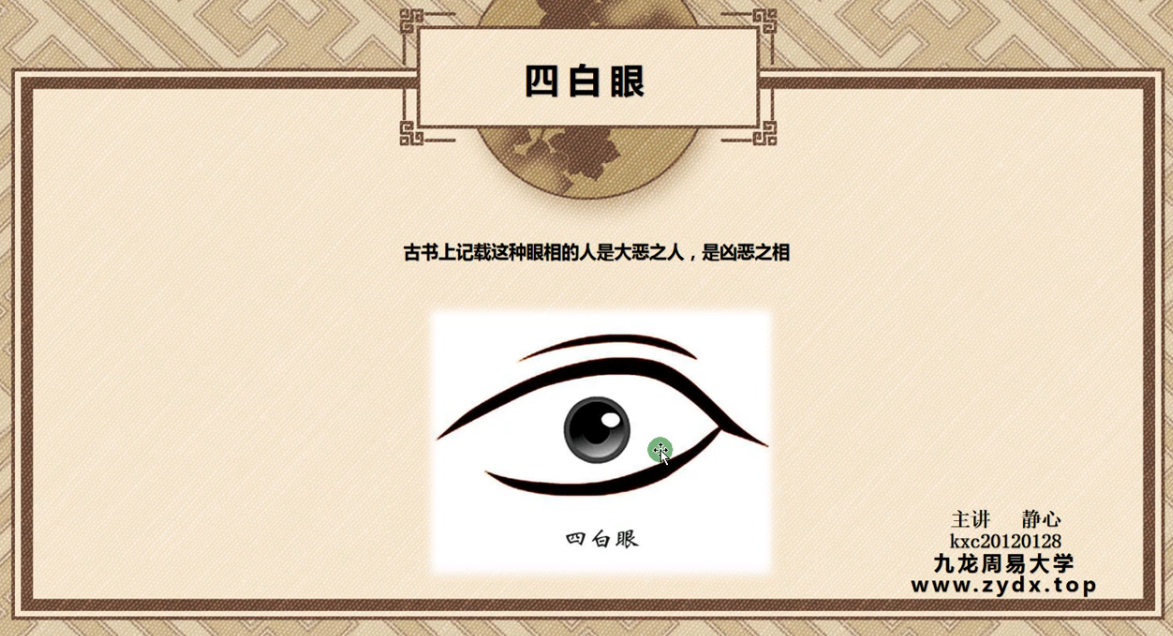 四白眼
古书上记载这种眼相的人是大恶之人，是凶恶之相
四白眼
主讲 静心
kxc20120128
九龙周易大学
www.zydx.top